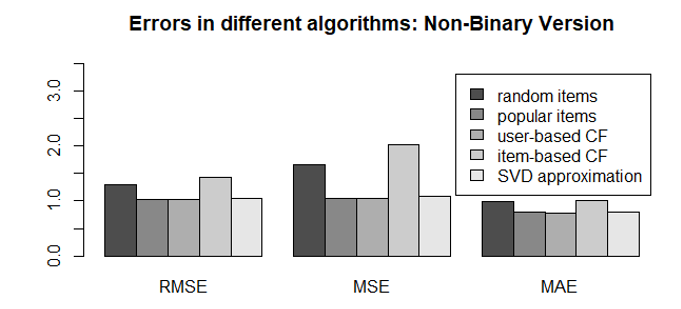 Errors in different algorithms: Non-Binary Version
3.0
2.0
1.0
0.0
random items
popular items
user-based CF
item-based CF
SVD approximation
RMSE
MSE
MAE